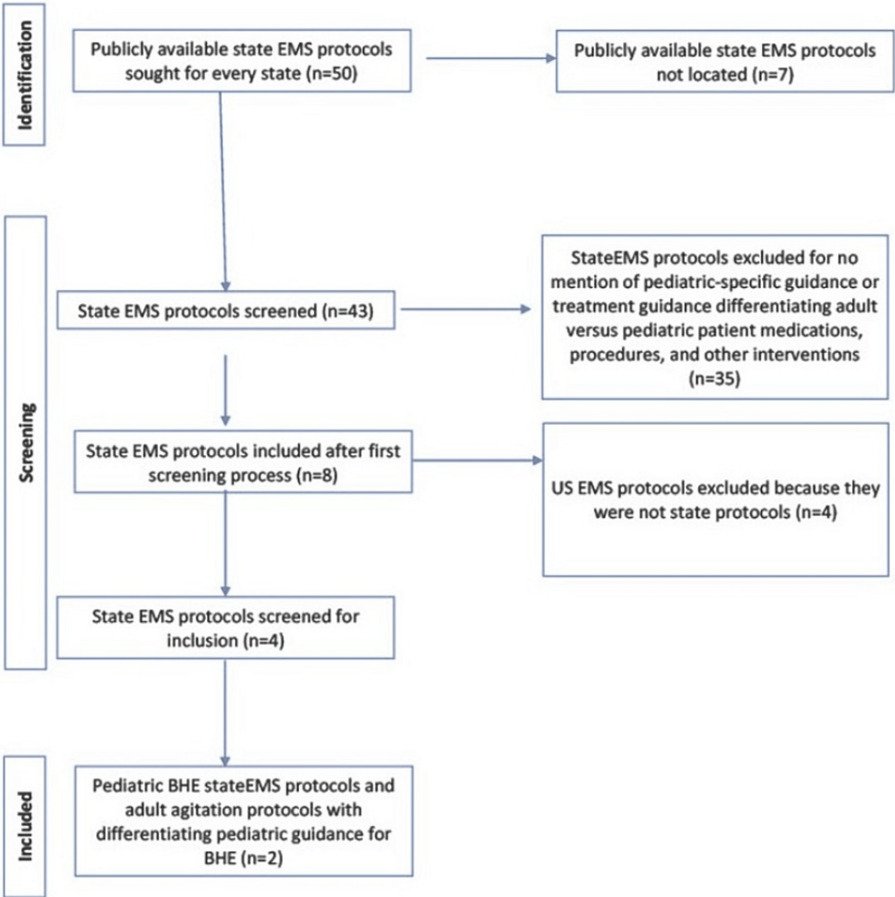 Identification
Publicly available state EMS protocols
sought for every state (n=50)
Publicly available state EMS protocols
not located (n=7)
Screening
State EMS protocols screened (n=43)
StateEMS protocols excluded for no
mention of pediatric-specific guidance or
treatment guidance differentiating adult
versus pediatric patient medications,
procedures, and other interventions
(n=35)
State EMS protocols included after first
screening process (n=8)
US EMS protocols excluded because they
were not state protocols (n=4)
State EMS protocols screened for
inclusion (n=4)
Included
Pediatric BHE stateEMS protocols and
adult agitation protocols with
differentiating pediatric guidance for
BHE (n=2)